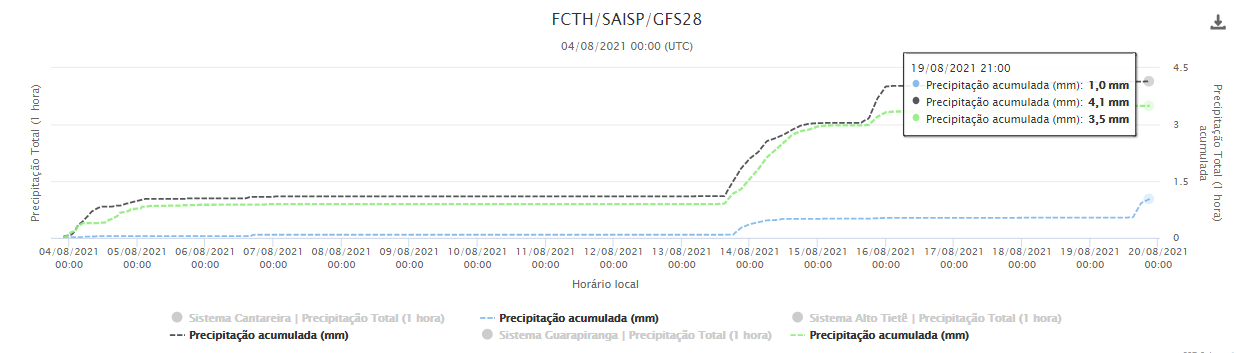 FCTH/SAISP/GFS28
04/08/2021 00:00 (UTC)
Precipitação Total (1 hora)
19/08/2021 21:00
Precipitação acumulada (mm): 1,0 mm
Precipitação acumulada (mm): 4,1 mm
Precipitação acumulada (mm): 3,5 mm
4.5
3
1.5
0
Precipitação Total (1 hora)
acumulada
04/08/2021 00:00
05/08/2021 00:00
06/08/2021 00:00
07/08/2021 00:00
08/08/2021 00:00
09/08/2021 00:00
10/08/2021 00:00
11/08/2021 00:00
12/08/2021 00:00
13/08/2021 00:00
14/08/2021 00:00
15/08/2021 00:00
16/08/2021 00:00
17/08/2021 00:00
18/08/2021 00:00
19/08/2021 00:00
20/08/2021 00:00
Horário local
Sistema Cantareira | Precipitação Total (1 hora)
Precipitação acumulada (mm)
Sistema Alto Tietê | Precipitação Total (1 hora)
Precipitação acumulada (mm)
Sistema Guarapiranga | Precipitação Total (1 hora)
Precipitação acumulada (mm)